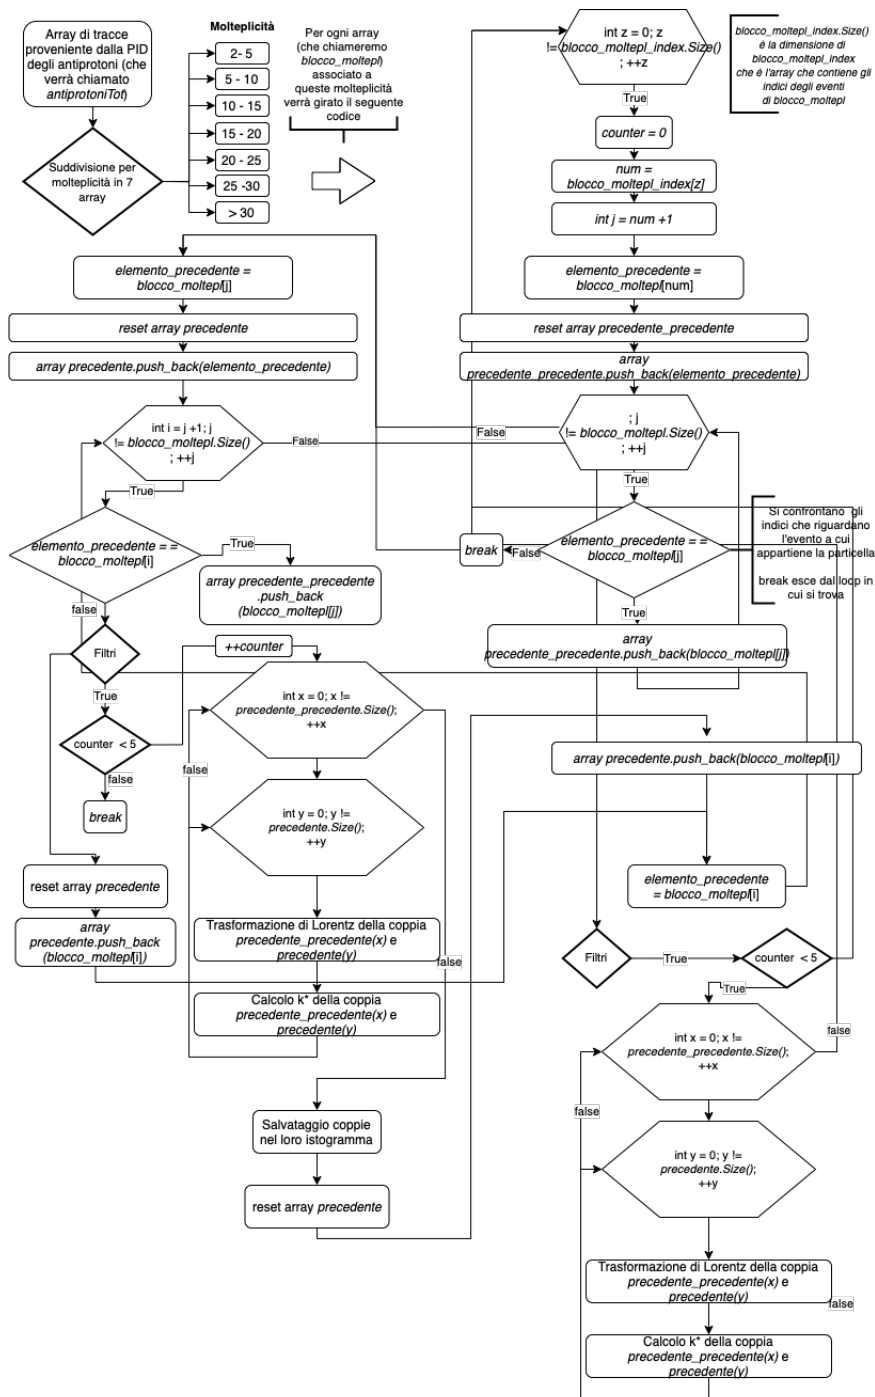 Array di tracce
proveniente dalla PID
degli antiprotoni (che
verrà chiamato
antiprotoniTot)
Suddivisione per
molteplicità in 7
array
Molteplicità
2- 5
5 - 10
10 - 15
15 - 20
20 - 25
25 -30
> 30
Per ogni array
(che chiameremo
blocco_moltepl)
associato a
queste molteplicità
verrà girato il seguente
codice
int z = 0; z
!= blocco_moltepl_index.Size()
; ++z
blocco_moltepl_index.Size()
è la dimensione di
blocco_moltepl_index
che è l'array che contiene gli
indici degli eventi
di blocco_moltepl
True
counter = 0
num =
blocco_moltepl_index[z]
int j = num +1
elemento_precedente =
blocco_moltepl[num]
reset array precedente_precedente
array
precedente_precedente.push_back(elemento_precedente)
; j
!= blocco_moltepl.Size()
; ++j
False
True
elemento_precedente ==
blocco_moltepl[j]
False
break
Si confrontano gli
indici che riguardano
l'evento a cui
appartiene la particella
break esce dal loop in
cui si trova
True
array
precedente_precedente.push_back(blocco_moltepl[j])
elemento_precedente =
blocco_moltepl[j]
reset array precedente
array precedente.push_back(elemento_precedente)
int i = j +1; j
!= blocco_moltepl.Size()
; ++j
False
True
elemento_precedente = =
blocco_moltepl[i]
True
array precedente_precedente
.push_back
(blocco_moltepl[j])
false
Filtri
True
counter < 5
false
break
++counter
int x = 0; x !=
precedente_precedente.Size();
++x
false
int y = 0; y !=
precedente.Size();
++y
reset array precedente
array
precedente.push_back
(blocco_moltepl[i])
Trasformazione di Lorentz della coppia
precedente_precedente(x) e
precedente(y)
false
Calcolo k* della coppia
precedente_precedente(x) e
precedente(y)
Salvataggio coppie
nel loro istogramma
reset array precedente
array precedente.push_back(blocco_moltepl[i])
elemento_precedente
= blocco_moltepl[i]
Filtri
True
counter < 5
True
int x = 0; x !=
precedente_precedente.Size();
++x
false
false
int y = 0; y !=
precedente.Size();
++y
Trasformazione di Lorentz della coppia
precedente_precedente(x) e
precedente(y)
false
Calcolo k* della coppia
precedente_precedente(x) e
precedente(y)